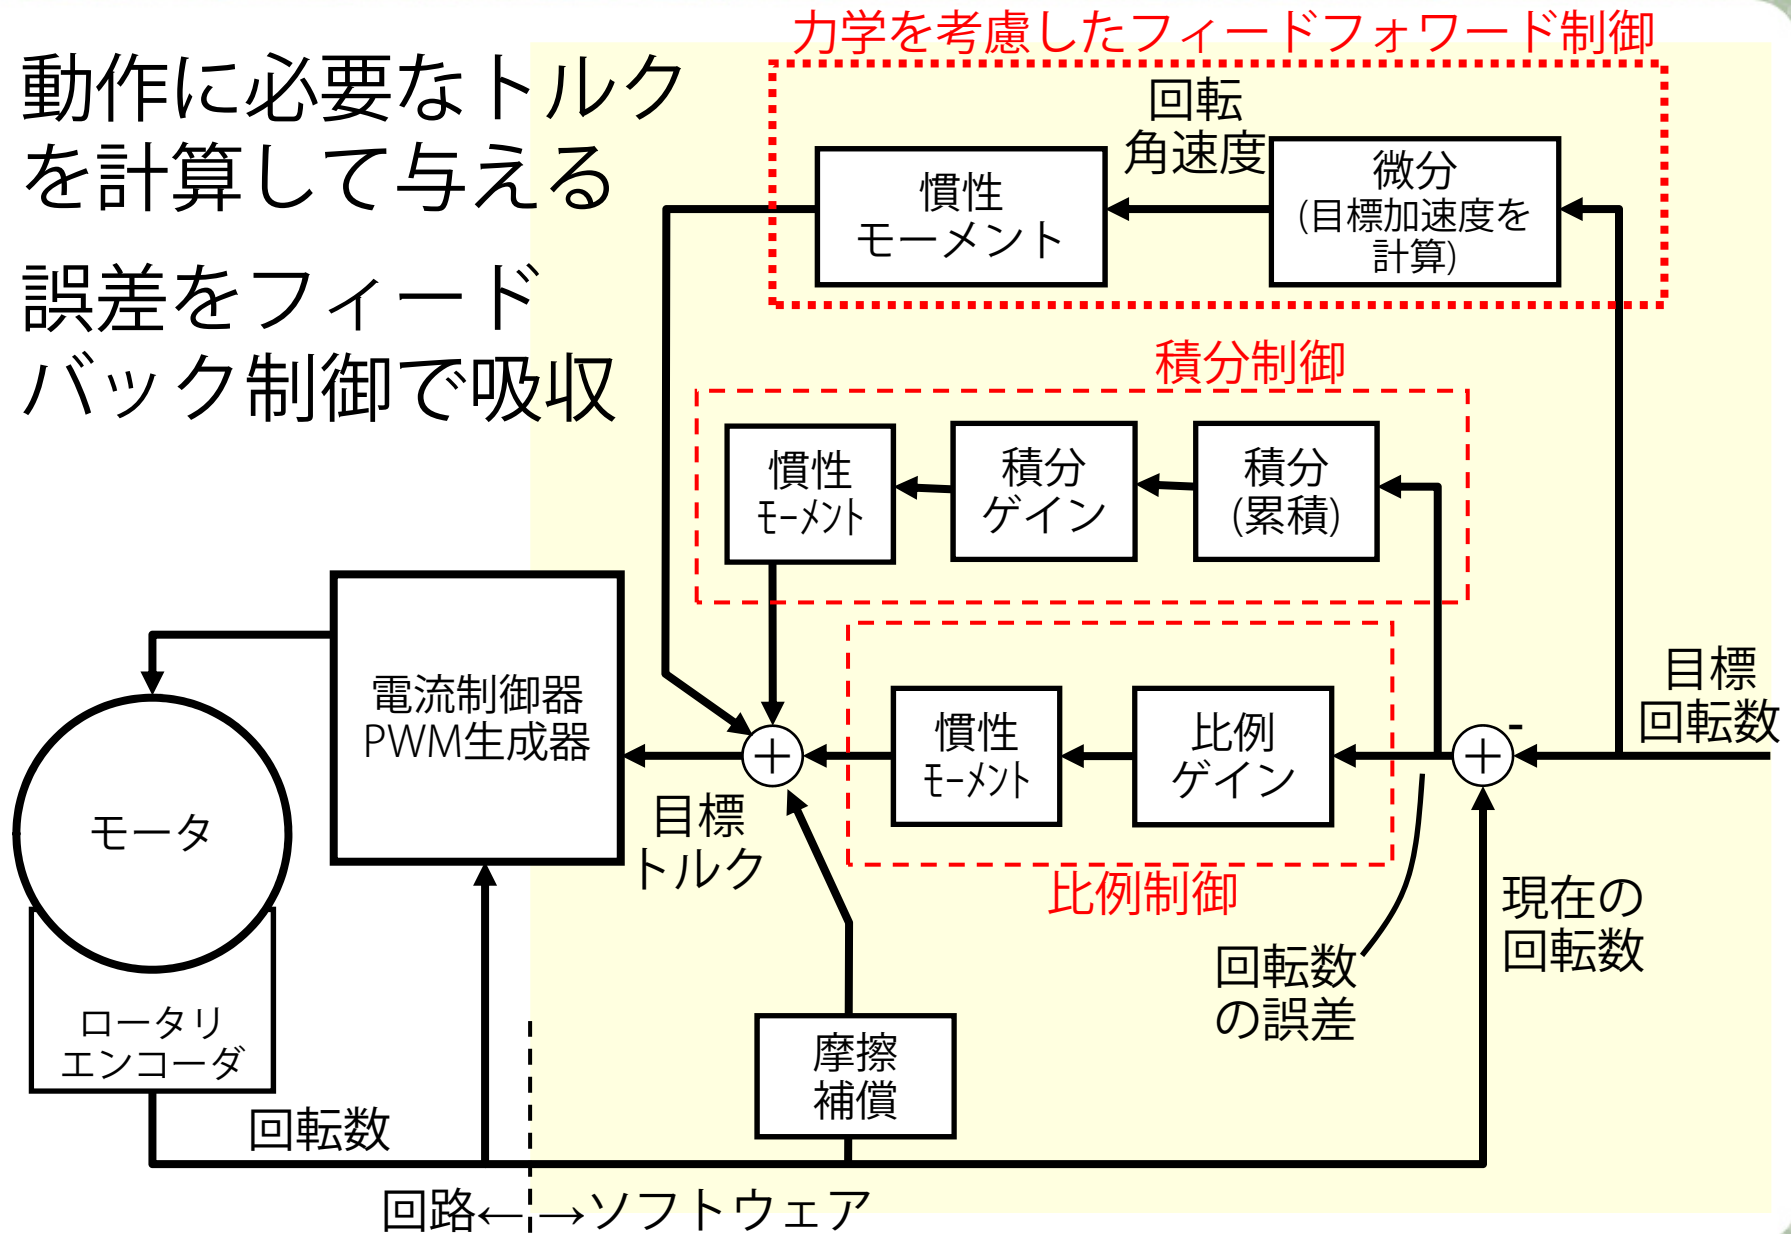 力学を考慮したフィードフォワード制御
動作に必要なトルク
を計算して与える
誤差をフィード
バック制御で吸収
回転
角速度
慣性
モーメント
微分
(目標加速度を
計算)
積分制御
慣性
ﾓｰﾒﾝﾄ
積分
ゲイン
積分
(累積)
電流制御器
PWM生成器
慣性
ﾓｰﾒﾝﾄ
比例
ゲイン
+
+
-
目標
回転数
モータ
目標
トルク
比例制御
現在の
回転数
回転数
の誤差
ロータリ
エンコーダ
摩擦
補償
回転数
回路←
→ソフトウェア